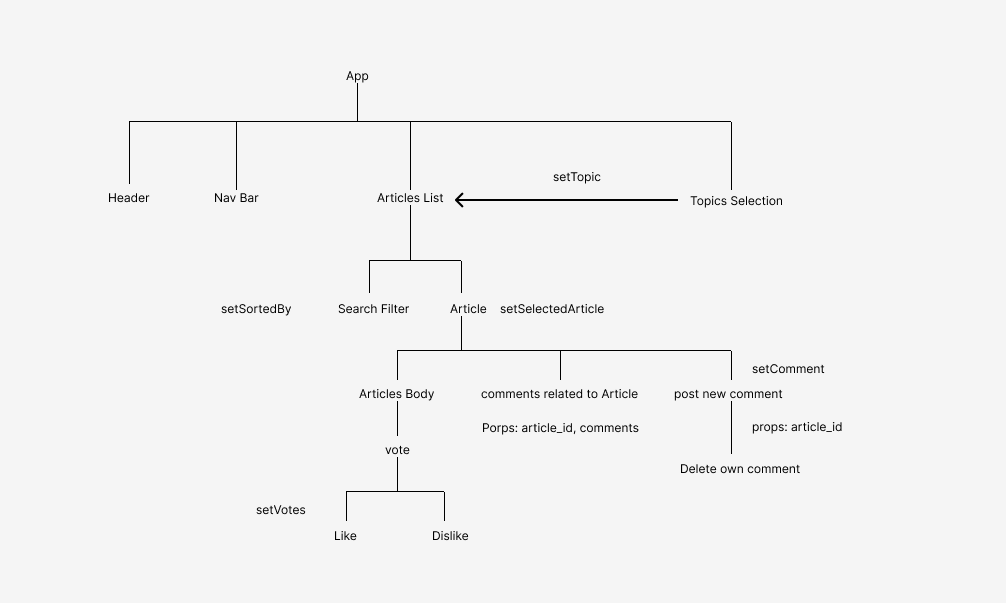 App
setTopic
Header
Nav Bar
Articles List
Topics Selection
setSortedBy
Search Filter
Article
setSelectedArticle
setComment
Articles Body
comments related to Article
post new comment
Porps: article_id, comments
props: article_id
vote
Delete own comment
setVotes
Like
Dislike